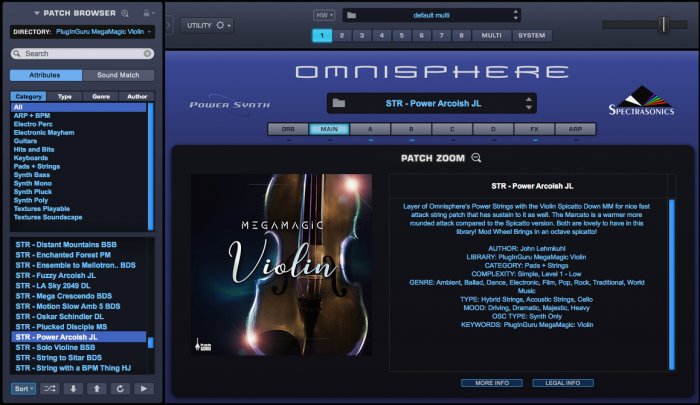 PATCH BROWSER
DIRECTORY: PlugInGuru MegaMagic Violin
Search
Attributes
Sound Match
Category
Type
Genre
Author
All
ARP + BPM
Electro Perc
Electronic Mayhem
Guitars
Hits and Bits
Keyboards
Pads + Strings
Synth Bass
Synth Mono
Synth Pluck
Synth Poly
Textures Playable
Textures Soundscape
STR - Distant Mountains BSB
STR - Enchanted Forest PM
STR - Ensemble to Mellotron.. BDS
STR - Fuzzy Arcoish JL
STR - LA Sky 2049 DL
STR - Mega Crescendo BDS
STR - Motion Slow Amb 5 BDS
STR - Oskar Schindler DL
STR - Plucked Disciple MS
STR - Power Arcoish JL
STR - Solo Violine BSB
STR - String to Sitar BDS
STR - String with a BPM Thing HJ
Sort
UTILITY
HW
default multi
1 2 3 4 5 6 7 8 MULTI SYSTEM
OMNISPHERE
POWER SYNTH
STR - Power Arcoish JL
SPECTRASONICS
ORB MAIN A B C D FX ARP
PATCH ZOOM
MEGAMAGIC
Violin
PlugIn
GURU
STR - Power Arcoish JL
Layer of Omnisphere's Power Strings with the Violin Spicatto Down MM for nice fast
attack string patch that has sustain to it as well. The Marcato is a warmer more
rounded attack compared to the Spicatto version. Both are lovely to have in this
library! Mod Wheel Brings in an octave spicatto!
AUTHOR: John Lehmkuhl
LIBRARY: PlugInGuru MegaMagic Violin
CATEGORY: Pads + Strings
COMPLEXITY: Simple, Level 1 - Low
GENRE: Ambient, Ballad, Dance, Electronic, Film, Pop, Rock, Traditional, World
Music
TYPE: Hybrid Strings, Acoustic Strings, Cello
MOOD: Driving, Dramatic, Majestic, Heavy
OSC TYPE: Synth Only
KEYWORDS: PlugInGuru MegaMagic: Violin
MORE INFO
LEGAL INFO